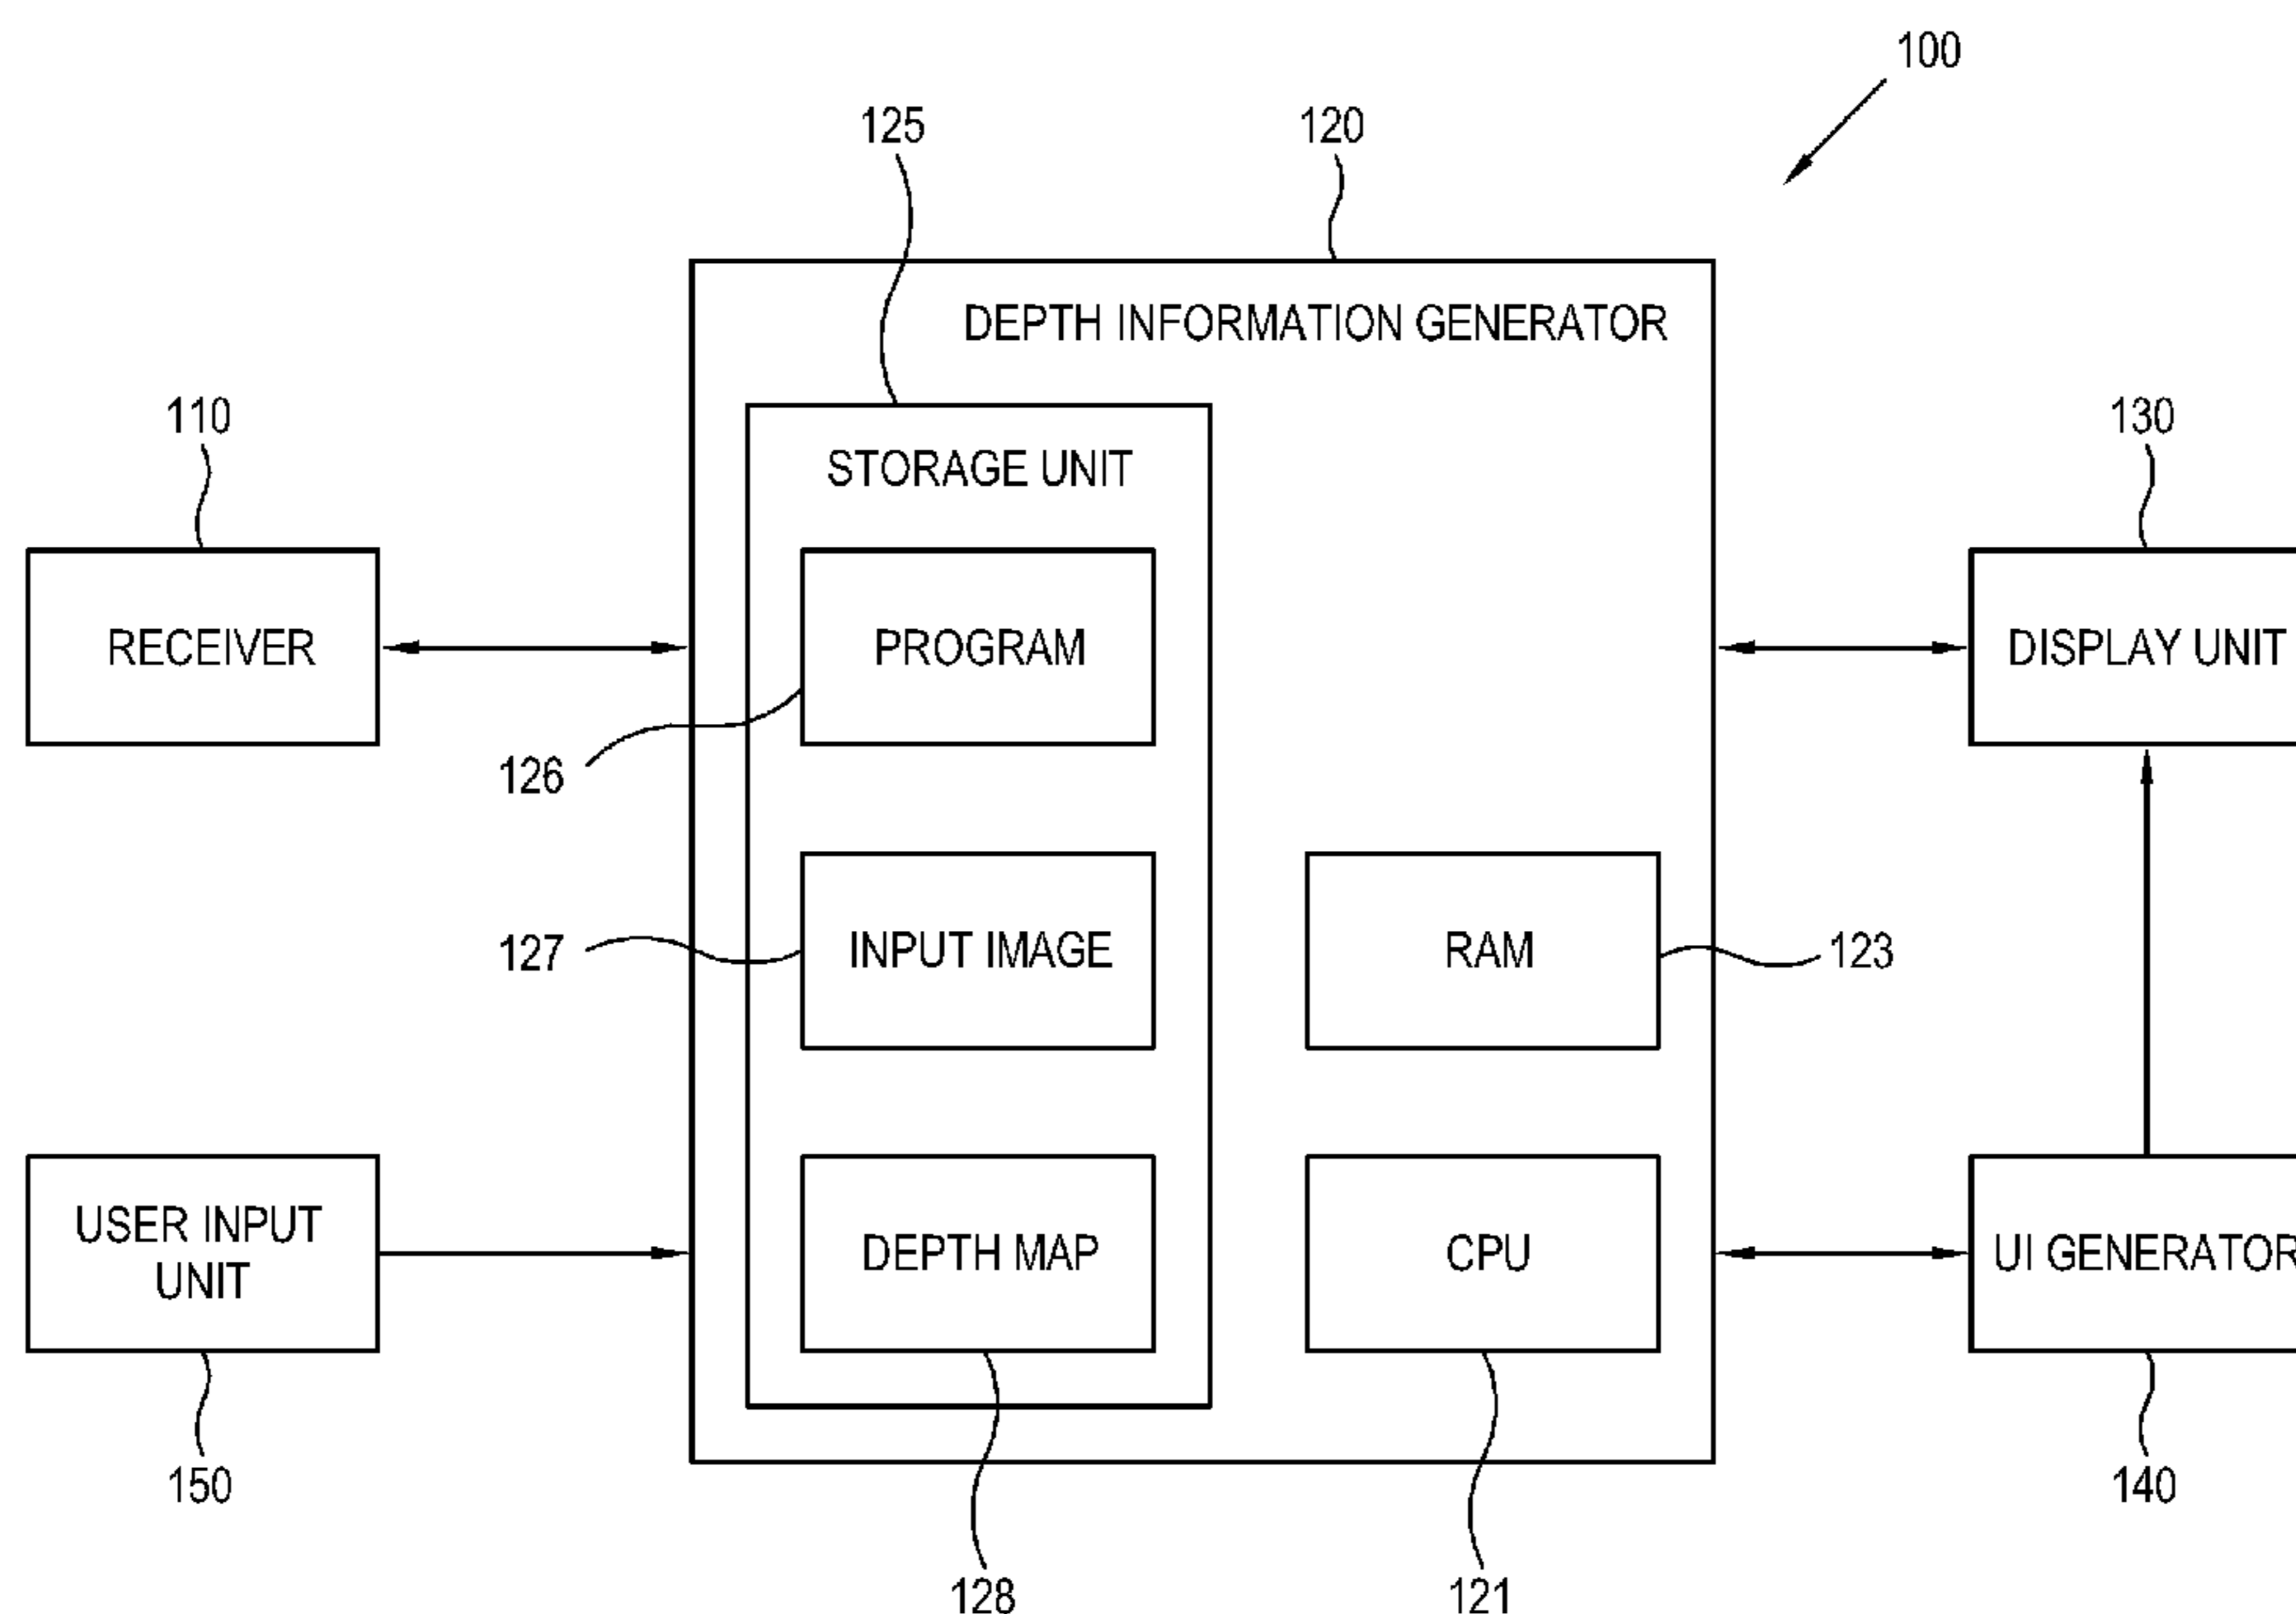 100
125
120
DEPTH INFORMATION GENERATOR
110
130
STORAGE UNIT
RECEIVER
PROGRAM
DISPLAY UNIT
126
127
INPUT IMAGE
RAM
123
USER INPUT
UNIT
DEPTH MAP
CPU
UI GENERATOR
150
140
128
121